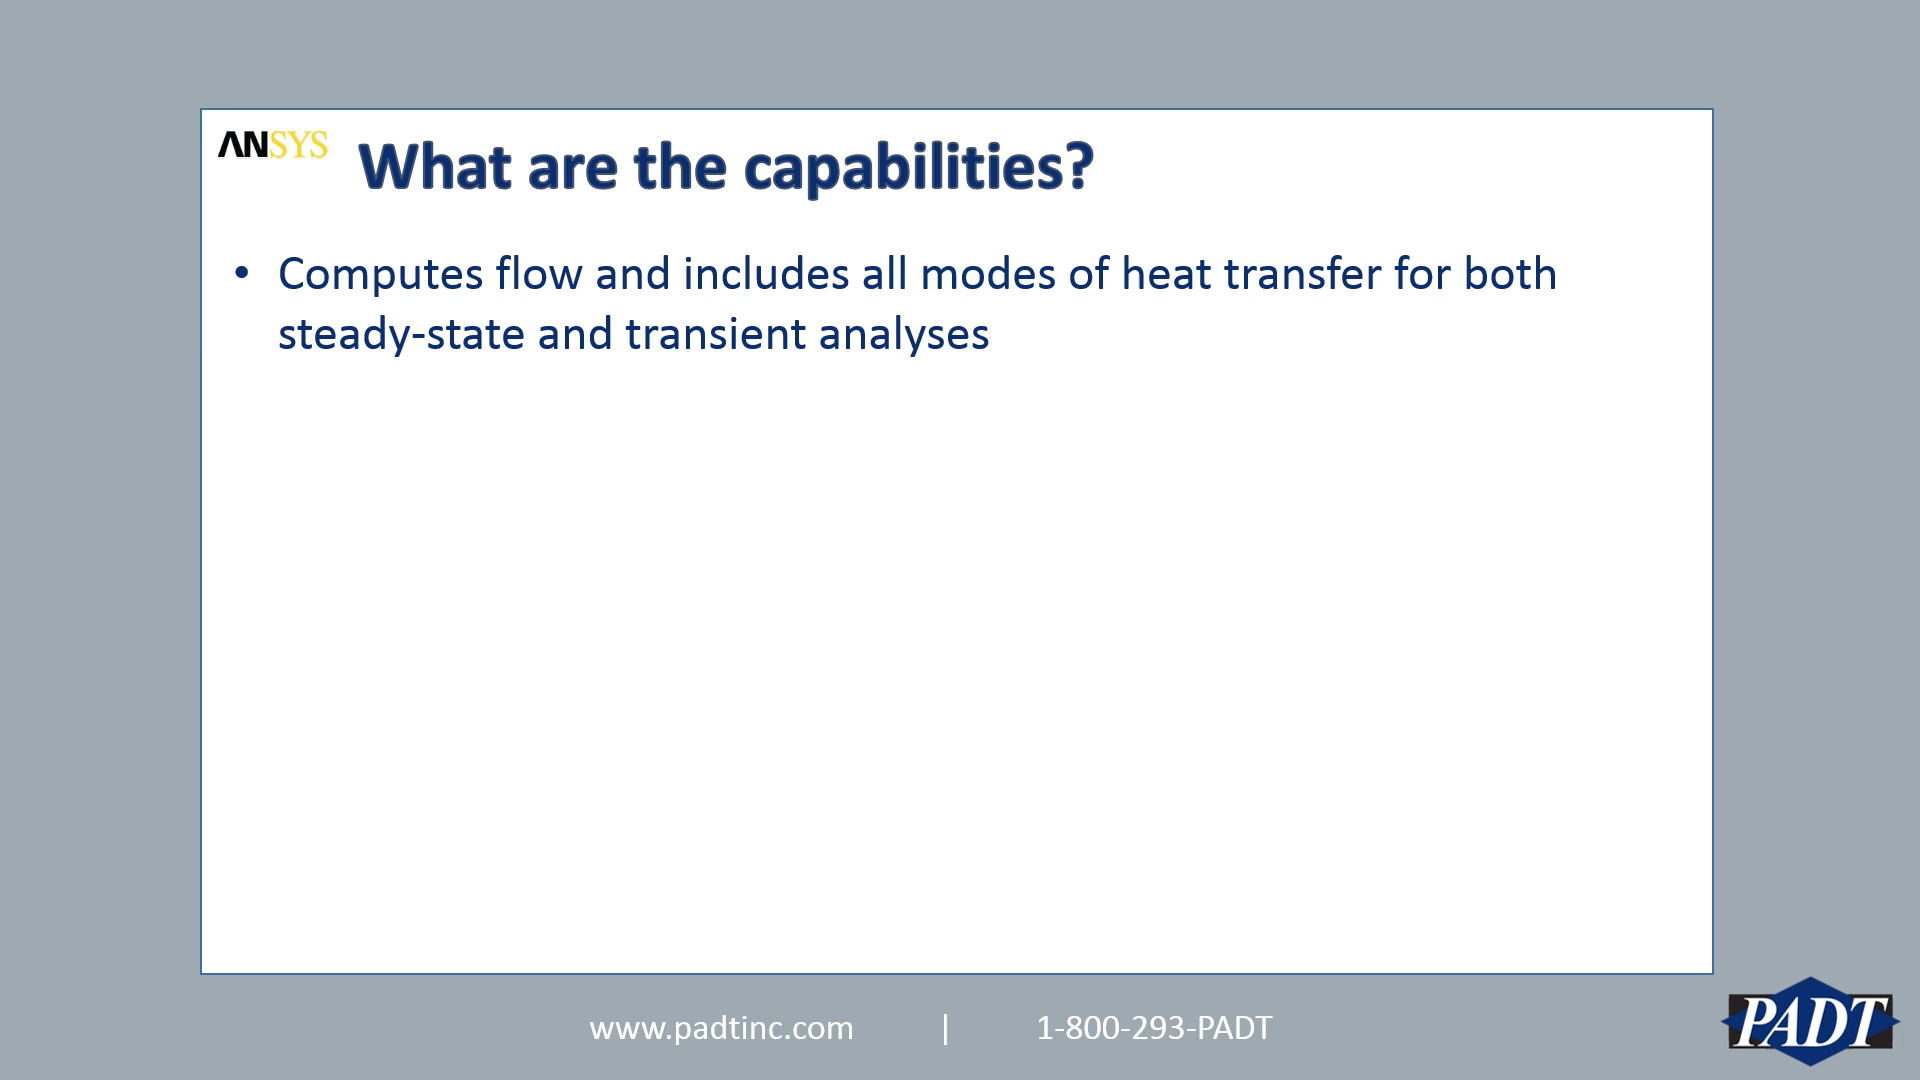 ANSYS
What are the capabilities?
• Computes flow and includes all modes of heat transfer for both
steady-state and transient analyses
www.padtinc.com | 1-800-293-PADT
PADT